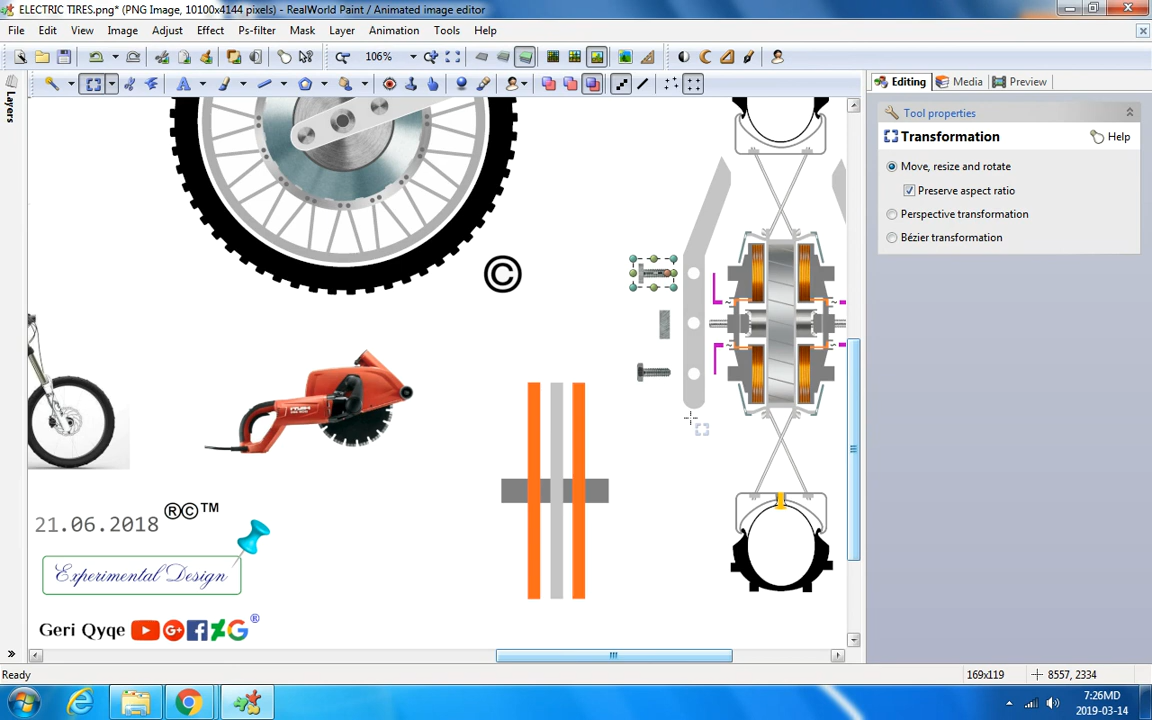 ELECTRIC TIRES.png* (PNG Image, 10100x4144 pixels) - RealWorld Paint / Animated image editor
File Edit View Image Adjust Effect Ps-filter Mask Layer Animation Tools Help
106%
Layers
Editing Media Preview
Tool properties
Transformation Help
Move, resize and rotate
Preserve aspect ratio
Perspective transformation
Bézier transformation
©
21.06.2018 ®©™
Experimental Design
Geri Qyqe ®
Ready 169x119 8557, 2334
7:26MD
2019-03-14